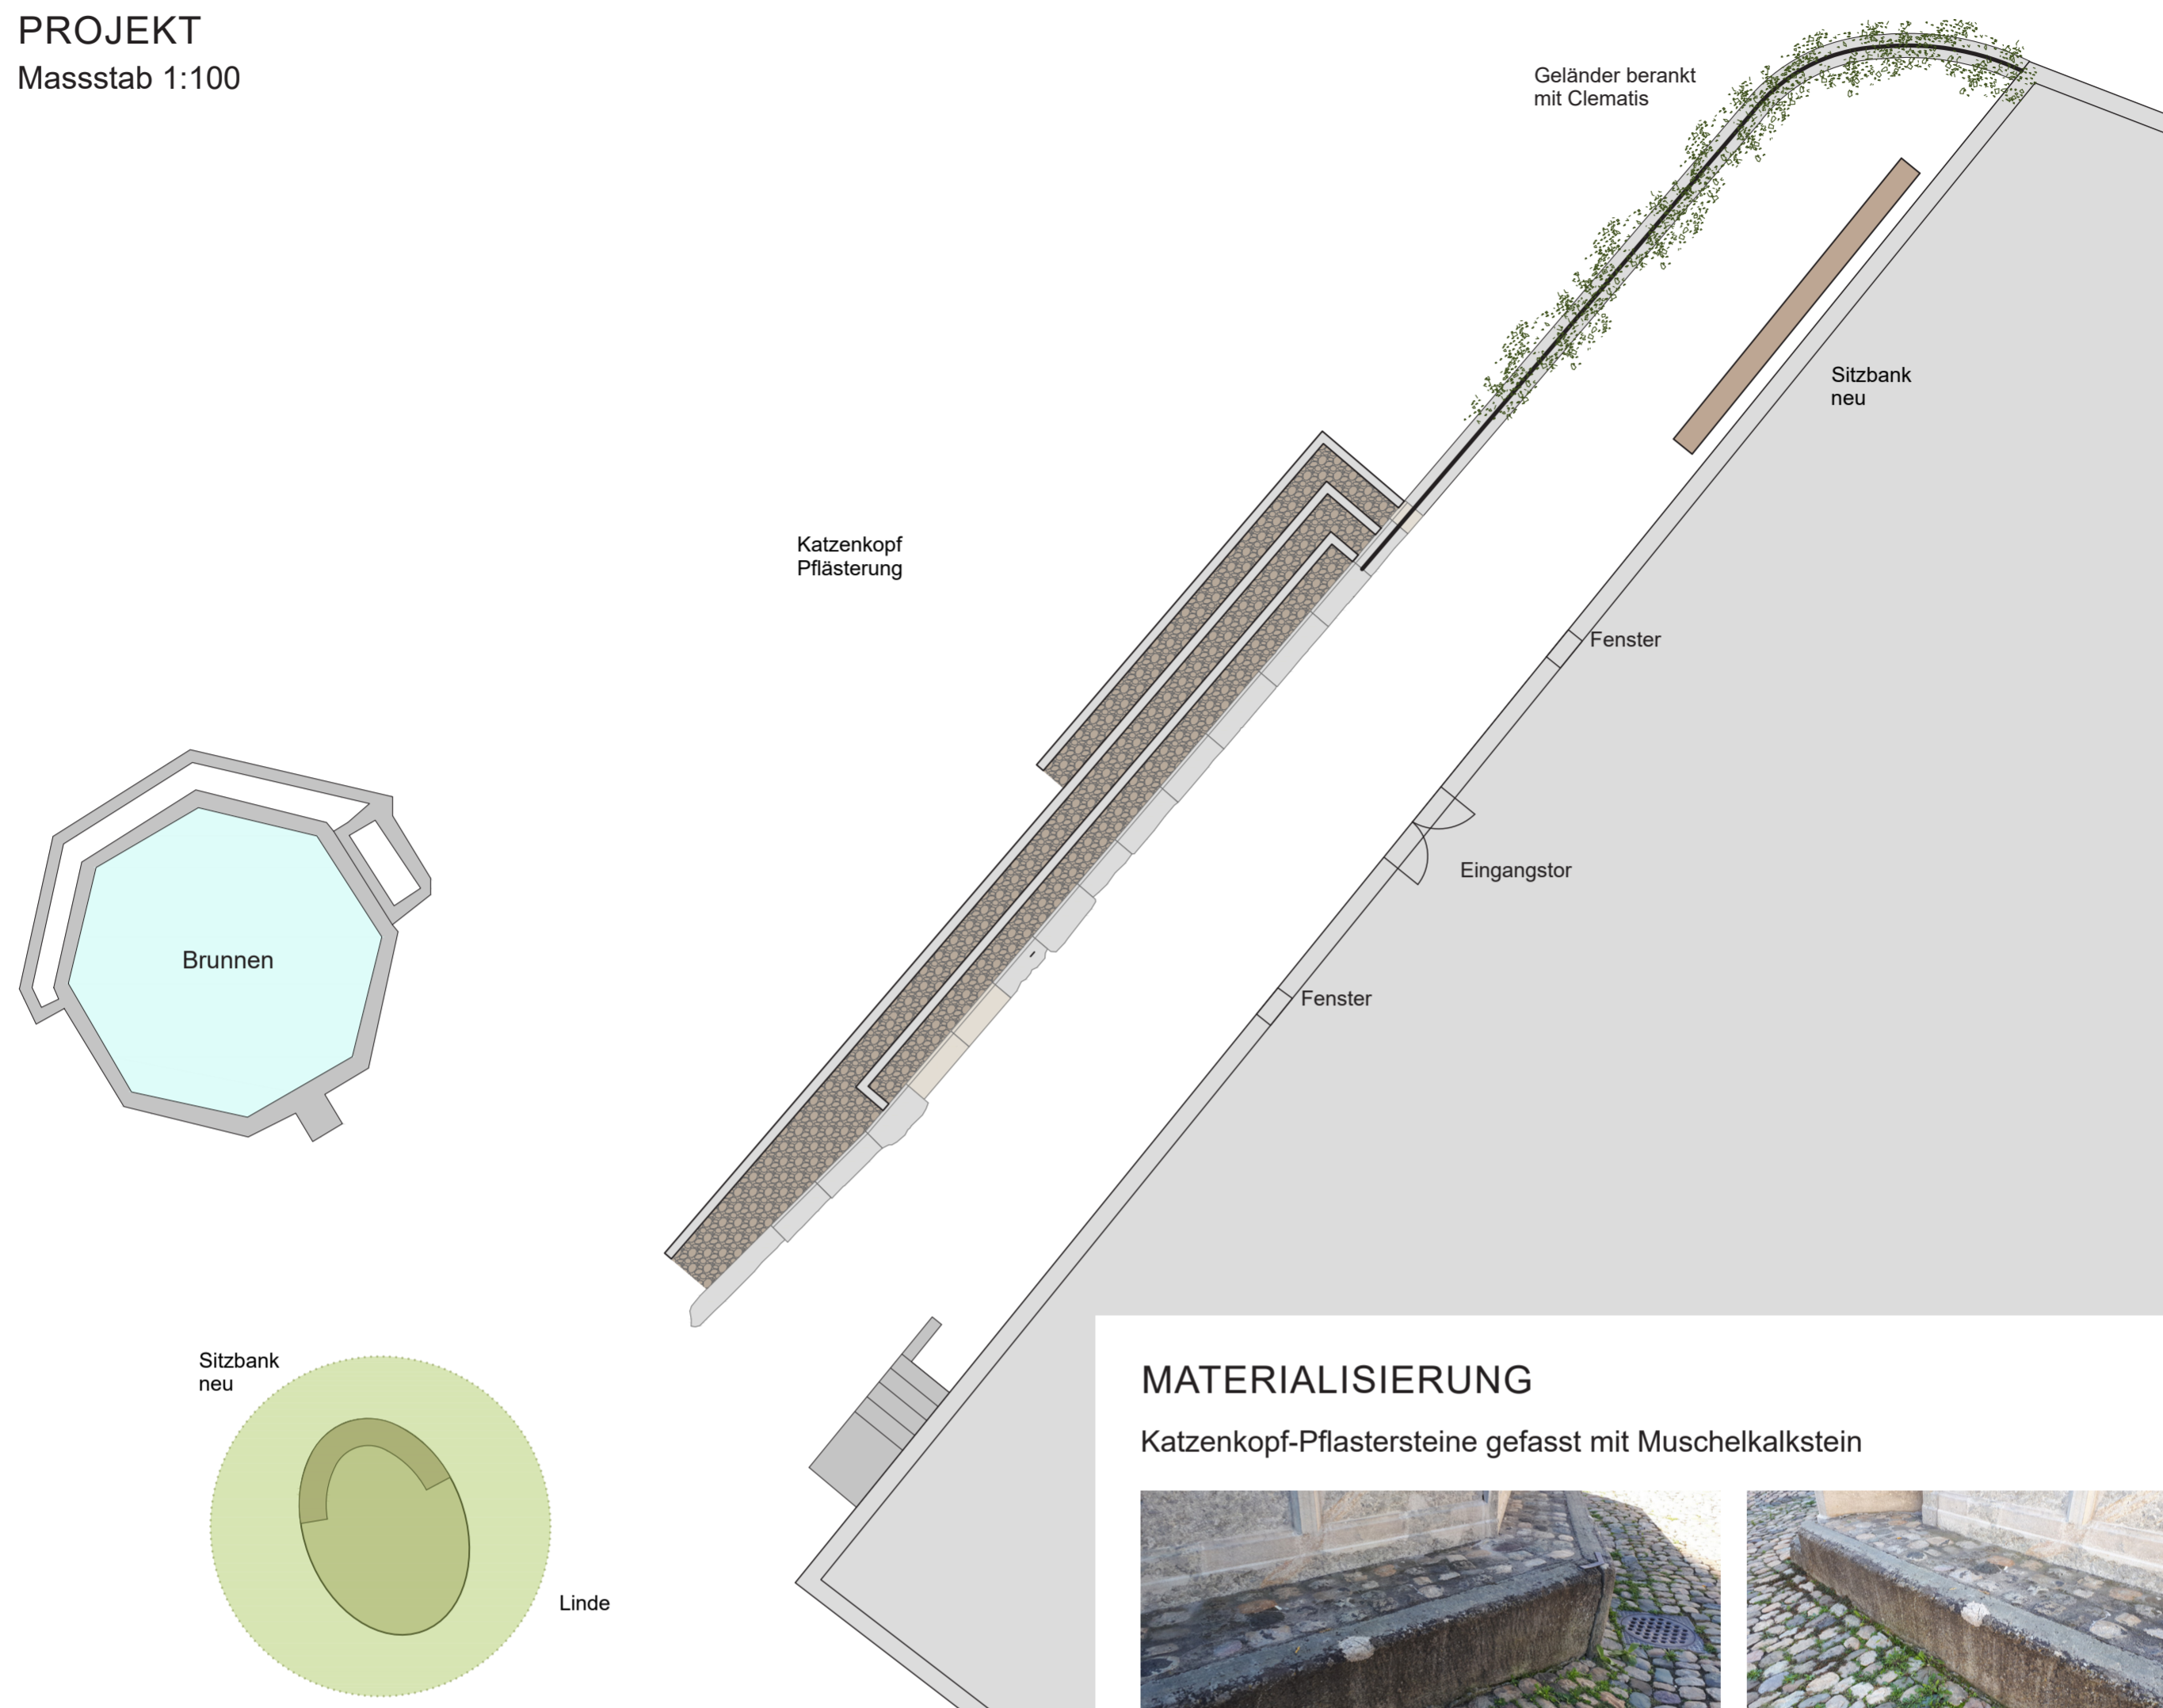 PROJEKT
Massstab 1:100
Geländer berankt
mit Clematis
Sitzbank
neu
Katzenkopf
Pflästerung
Fenster
Eingangstor
Brunnen
Fenster
Sitzbank
neu
Linde
MATERIALISIERUNG
Katzenkopf-Pflastersteine gefasst mit Muschelkalkstein